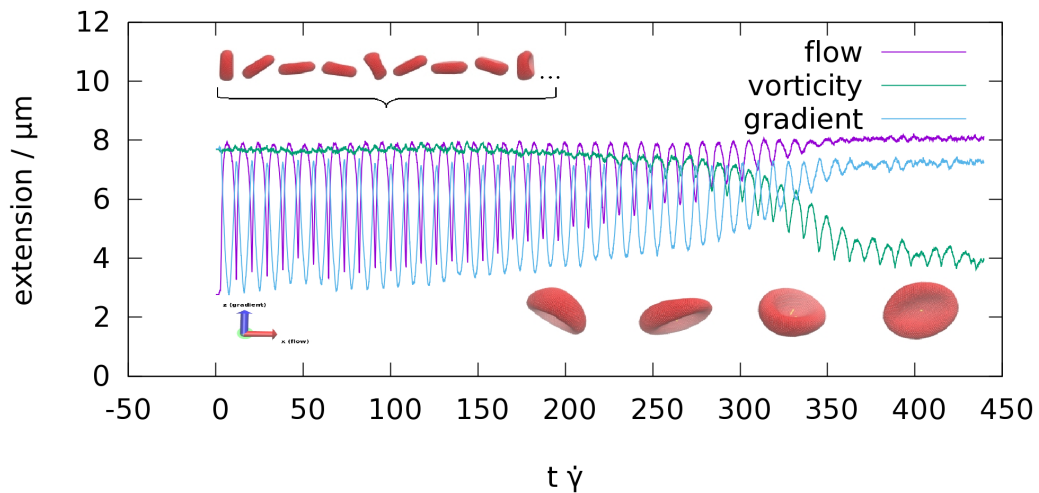 12
10
8
6
4
2
0
extension / μm
flow
vorticity
gradient
...
z (gradient)
x (flow)
-50 0 50 100 150 200 250 300 350 400 450
t γ̇